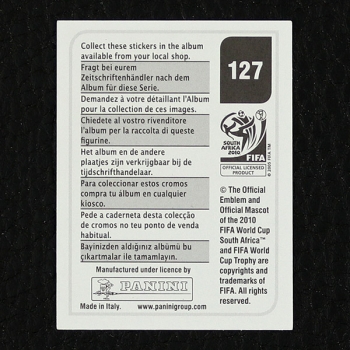 Collect these stickers in the album
available from your local shop.
Fragt bei eurem
Zeitschriftenhändler nach dem
Album für diese Serie.
Demandez à votre détaillant l'Album
pour la collection de ces images.
Chiedete al vostro rivenditore
l'album per la raccolta di queste
figurine.
Het album en de andere
plaatjes zijn verkrijgbaar bij de
tijdschrifthandelaar.
Para coleccionar estos cromos
compra tu álbum en cualquier
kiosco.
Pede a caderneta desta colecção
de cromos no teu ponto de venda
habitual.
Bayinizden aldığınız albümü bu
çıkartmalar ile tamamlayın.
Manufactured under licence by
PANINI
Made in Italy. www.paninigroup.com
127
SOUTH AFRICA
2010
FIFA
OFFICIAL LICENSED
PRODUCT
© 2005 FIFA TM
© The Official
Emblem and
Official Mascot
of the 2010
FIFA World Cup
South Africa™
and FIFA World
Cup Trophy are
copyrights and
trademarks of
FIFA. All rights
reserved.